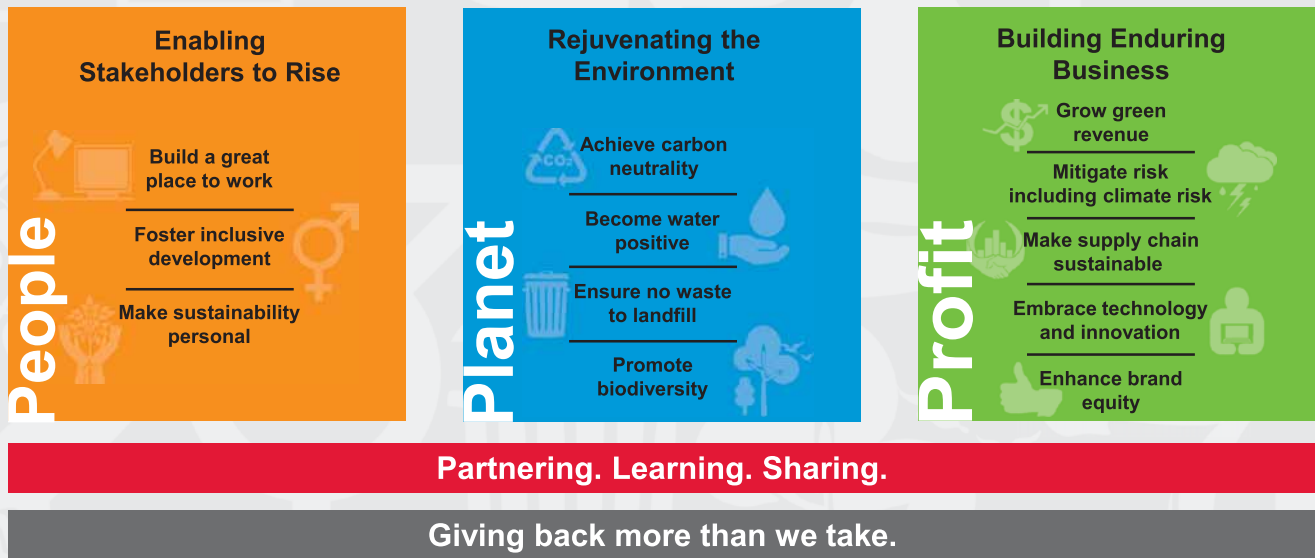 Enabling
Stakeholders to Rise
Build a great
place to work
Foster inclusive
development
Make sustainability
personal
People
Rejuvenating the
Environment
CO₂
Achieve carbon
neutrality
Become water
positive
Ensure no waste
to landfill
Promote
biodiversity
Planet
Building Enduring
Business
$
Grow green
revenue
Mitigate risk
including climate risk
Make supply chain
sustainable
Embrace technology
and innovation
Enhance brand
equity
Profit
Partnering. Learning. Sharing.
Giving back more than we take.